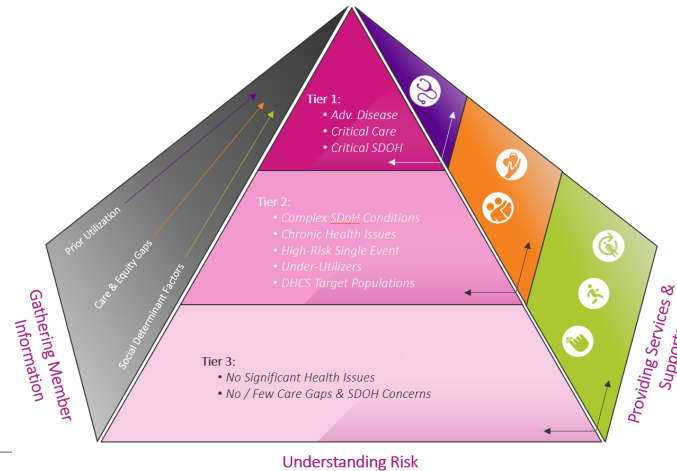 Tier 1:
• Adv. Disease
• Critical Care
• Critical SDOH
Tier 2:
• Complex SDoH Conditions
• Chronic Health Issues
• High-Risk Single Event
• Under-Utilizers
• DHCS Target Populations
Tier 3:
• No Significant Health Issues
• No / Few Care Gaps & SDOH Concerns
Prior Utilization
Care & Equity Gaps
Social Determinant Factors
Gathering Member
Information
Providing Services &
Supports
Understanding Risk